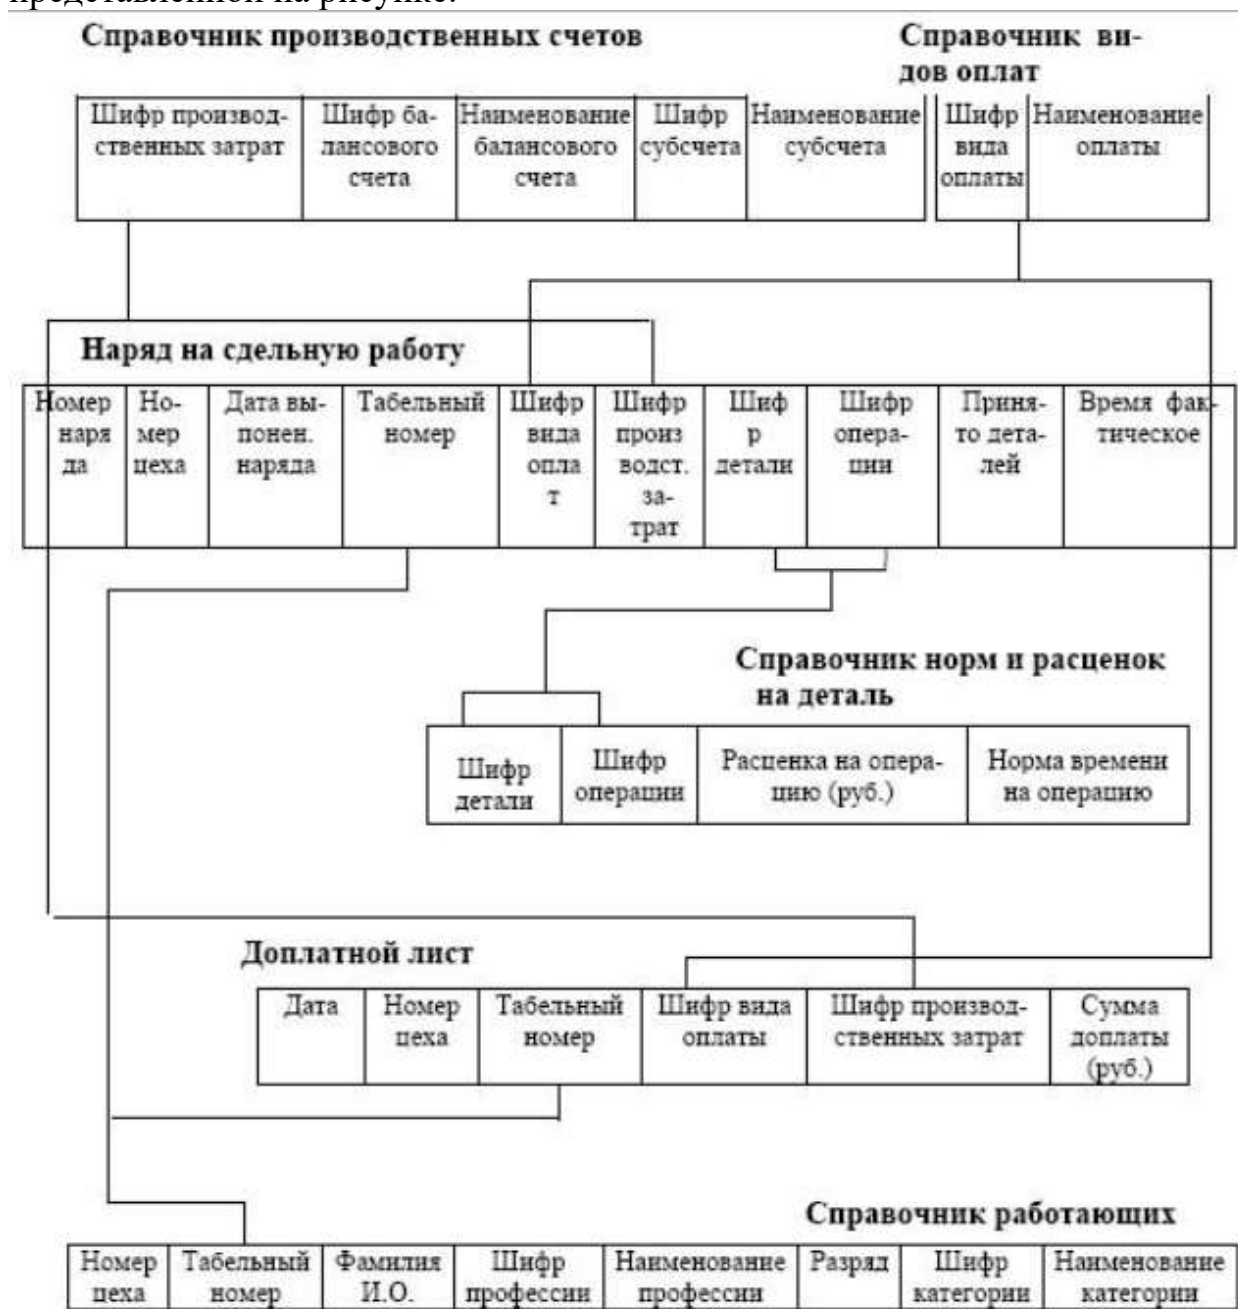 представленной на рисунке.
Справочник производственных счетов
Справочник ви-
дов оплат
Шифр производ-
ственных затрат
Шифр ба-
лансового
счета
Наименование
балансового
счета
Шифр
субсчета
Наименование
субсчета
Шифр
вида
оплаты
Наименование
оплаты
Наряд на сдельную работу
Номер
наря
да
Но-
мер
цеха
Дата вы-
понен.
наряда
Табельный
номер
Шифр
вида
опла
т
Шифр
произ
водст.
за-
трат
Шиф
р
детали
Шифр
опера-
ции
Приня-
то дета-
лей
Время фак-
тическое
Справочник норм и расценок
на деталь
Шифр
детали
Шифр
операции
Расценка на опера-
цию (руб.)
Норма времени
на операцию
Доплатной лист
Дата
Номер
цеха
Табельный
номер
Шифр вида
оплаты
Шифр производ-
ственных затрат
Сумма
доплаты
(руб.)
Справочник работающих
Номер
цеха
Табельный
номер
Фамилия
И.О.
Шифр
профессии
Наименование
профессии
Разряд
Шифр
категории
Наименование
категории